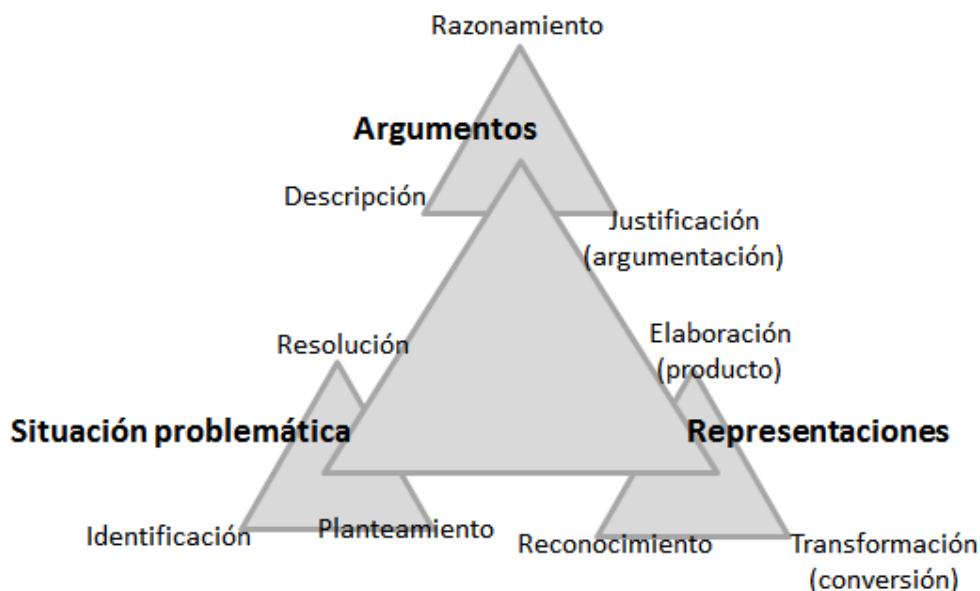 Razonamiento
Argumentos
Descripción
Justificación
(argumentación)
Resolución
Elaboración
(producto)
Situación problemática
Representaciones
Identificación
Planteamiento
Reconocimiento
Transformación
(conversión)